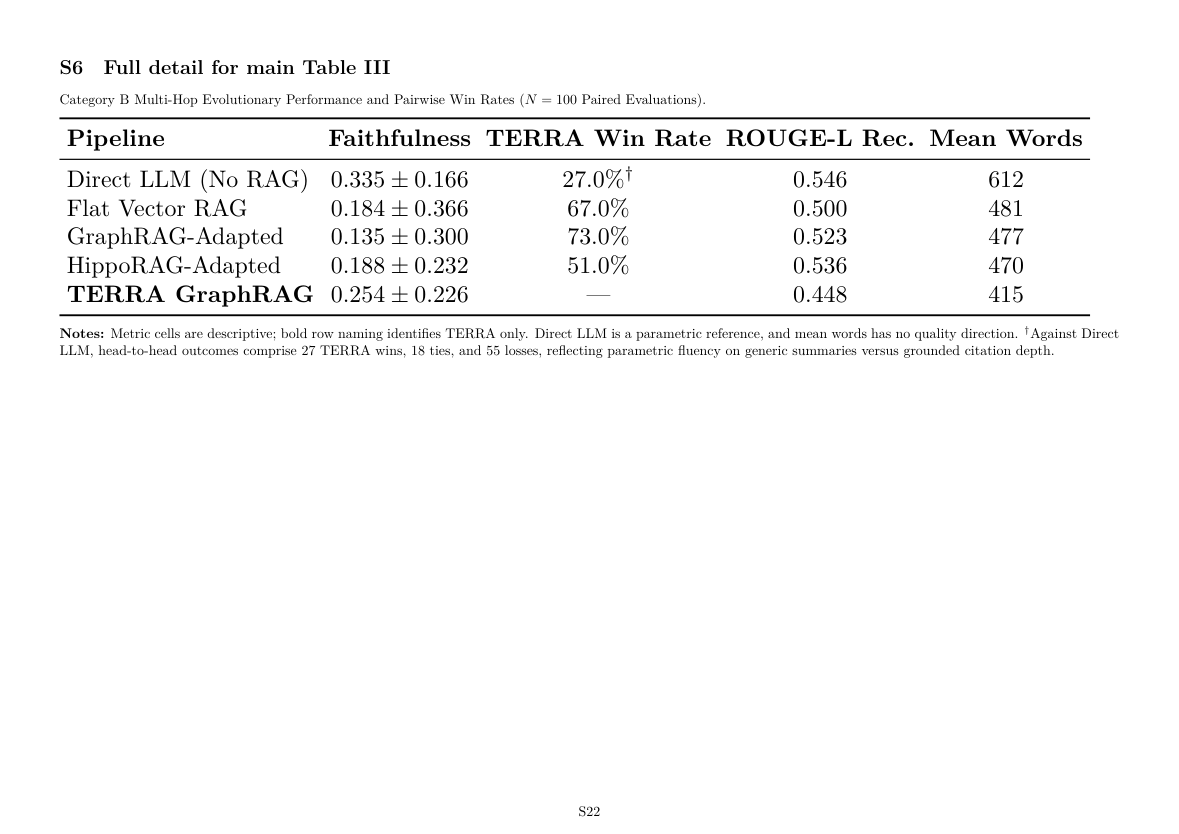 S6 Full detail for main Table III
Category B Multi-Hop Evolutionary Performance and Pairwise Win Rates (N = 100 Paired Evaluations).
Pipeline Faithfulness TERRA Win Rate ROUGE-L Rec. Mean Words
Direct LLM (No RAG) 0.335 ± 0.166 27.0%† 0.546 612
Flat Vector RAG 0.184 ± 0.366 67.0% 0.500 481
GraphRAG-Adapted 0.135 ± 0.300 73.0% 0.523 477
HippoRAG-Adapted 0.188 ± 0.232 51.0% 0.536 470
TERRA GraphRAG 0.254 ± 0.226 — 0.448 415
Notes: Metric cells are descriptive; bold row naming identifies TERRA only. Direct LLM is a parametric reference, and mean words has no quality direction. †Against Direct
LLM, head-to-head outcomes comprise 27 TERRA wins, 18 ties, and 55 losses, reflecting parametric fluency on generic summaries versus grounded citation depth.
S22